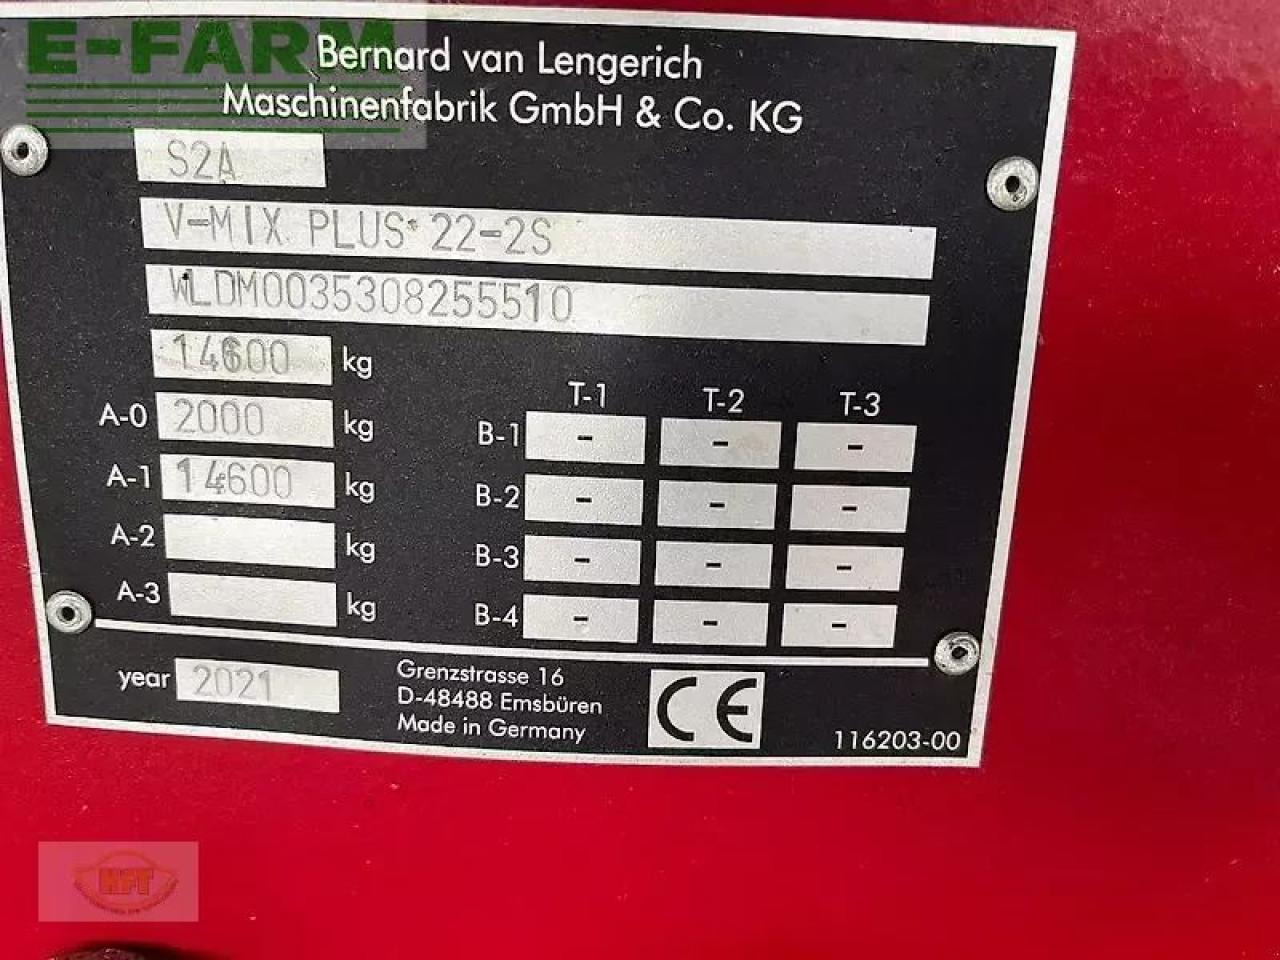 E-FARM
Bernard van Lengerich
Maschinenfabrik GmbH & Co. KG
S2A
V-MIX PLUS 22-2S
WLDM0035308255510
14600 kg
A-0 2000 kg
A-1 14600 kg
A-2 kg
A-3 kg
T-1 T-2 T-3
B-1 - - -
B-2 - - -
B-3 - - -
B-4 - - -
year 2021
Grenzstrasse 16
D-48488 Emsbüren
Made in Germany
CE
116203-00
HFT